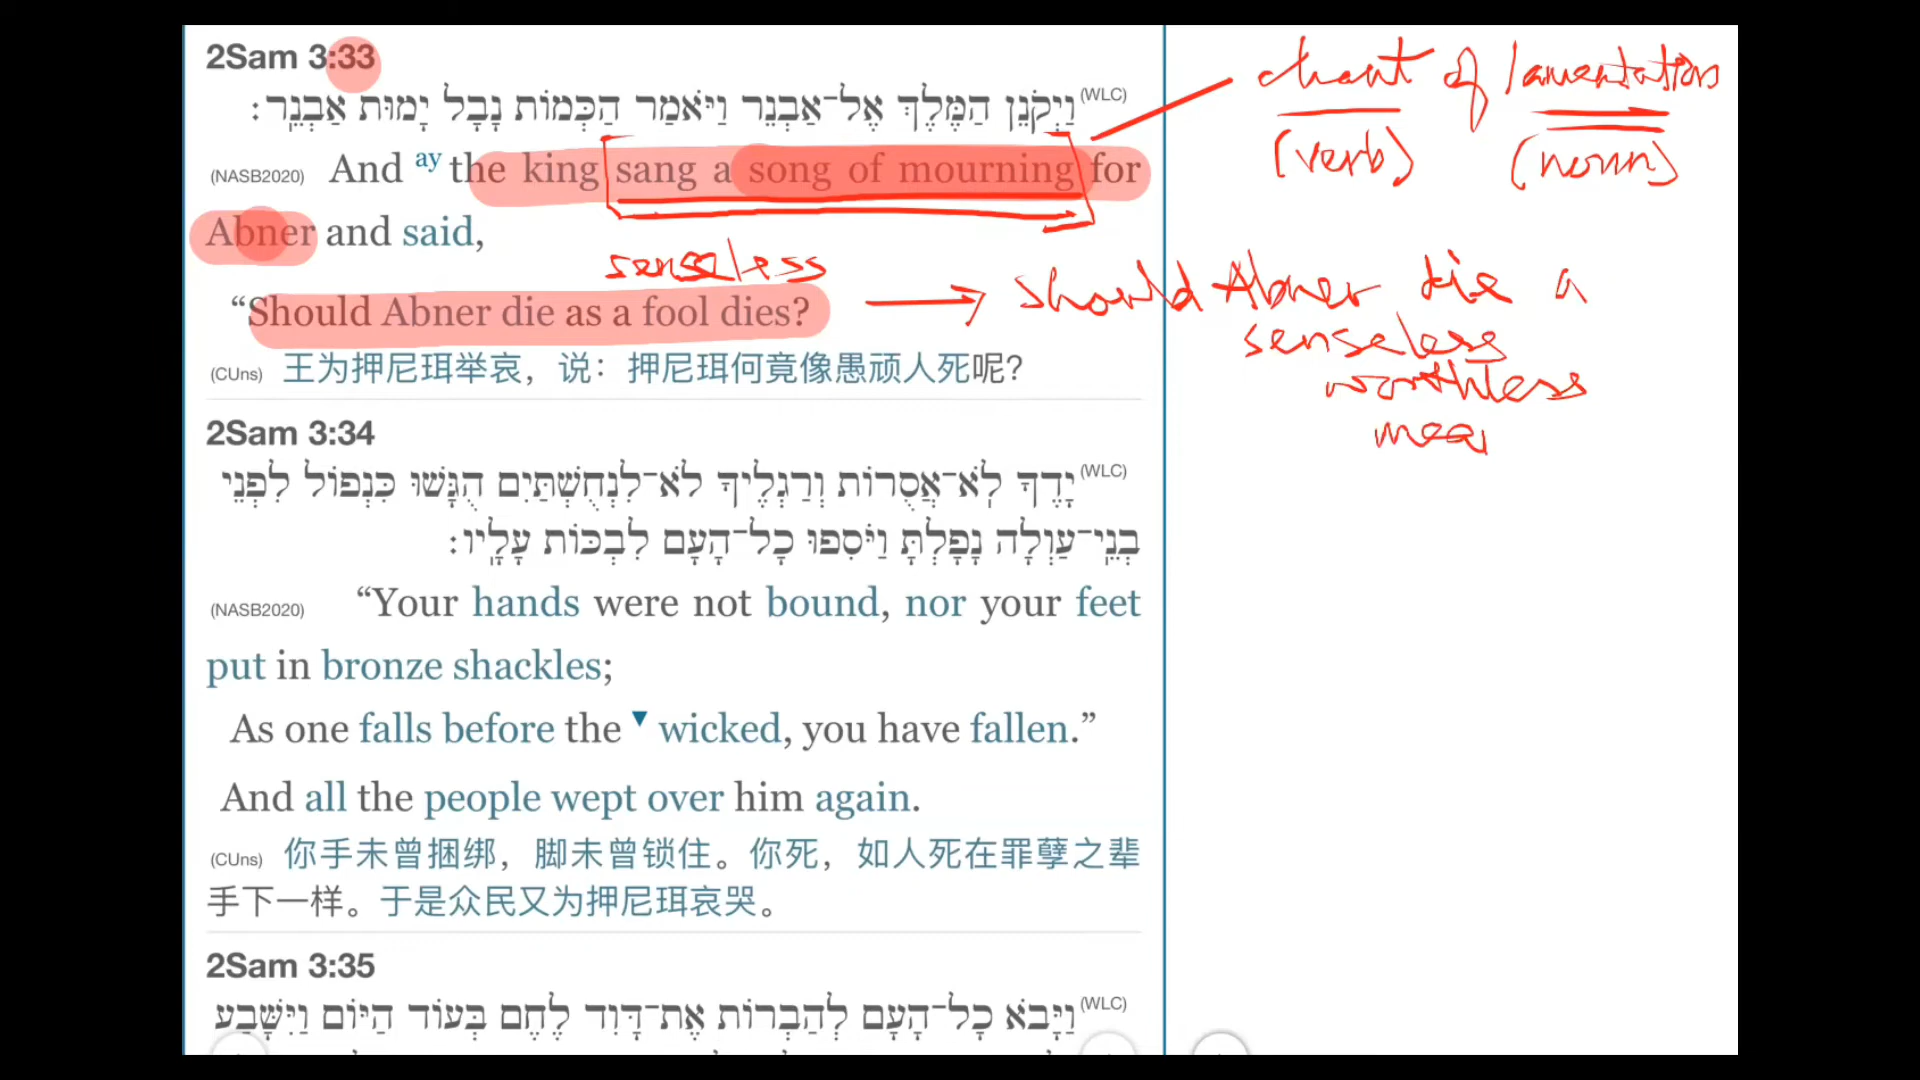 2Sam 3:33
(WLC) וַיְקֹנֵן הַמֶּלֶךְ אֶל־אַבְנֵר וַיֹּאמַר הַכְּמוֹת נָבָל יָמוּת אַבְנֵֽר׃
(NASB2020) And ay the king sang a song of mourning for
Abner and said,
“Should Abner die as a fool dies?
(CUns) 王为押尼珥举哀，说：押尼珥何竟像愚顽人死呢？
2Sam 3:34
(WLC) יָדֶךָ לֹֽא־אֲסֻרוֹת וְרַגְלֶיךָ לֹא־לִנְחֻשְׁתַּיִם הֻגָּשׁוּ כִּנְפוֹל לִפְנֵי
בְנֵֽי־עַוְלָה נָפָלְתָּ וַיֹּסִפוּ כָל־הָעָם לִבְכּוֹת עָלָֽיו׃
(NASB2020) “Your hands were not bound, nor your feet
put in bronze shackles;
As one falls before the ▼ wicked, you have fallen.”
And all the people wept over him again.
(CUns) 你手未曾捆绑，脚未曾锁住。你死，如人死在罪孽之辈
手下一样。于是众民又为押尼珥哀哭。
2Sam 3:35
(WLC) וַיָּבֹא כָל־הָעָם לְהַבְרוֹת אֶת־דָּוִד לֶחֶם בְּעוֹד הַיּוֹם וַיִּשָּׁבַע
chant of lamentation
(verb) (noun)
senseless
should Abner die a
senseless
worthless